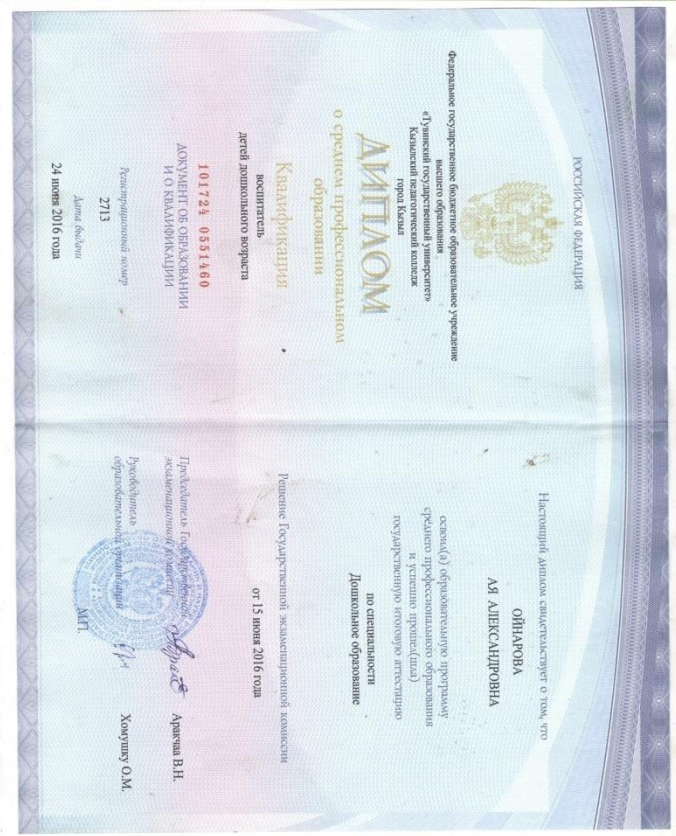 РОССИЙСКАЯ ФЕДЕРАЦИЯ
Федеральное государственное бюджетное образовательное учреждение
высшего образования
«Тувинский государственный университет»
Кызылский педагогический колледж
город Кызыл
ДИПЛОМ
о среднем профессиональном
образовании
Квалификация
воспитатель
детей дошкольного возраста
101724 0551460
ДОКУМЕНТ ОБ ОБРАЗОВАНИИ
И О КВАЛИФИКАЦИИ
Регистрационный номер
2713
Дата выдачи
24 июня 2016 года
Настоящий диплом свидетельствует о том, что
ОЙНАРОВА
АЯ АЛЕКСАНДРОВНА
освоил(а) образовательную программу
среднего профессионального образования
и успешно прошел(шла)
государственную итоговую аттестацию
по специальности
Дошкольное образование
Решение Государственной экзаменационной комиссии
от 15 июня 2016 года
Председатель Государственной
экзаменационной комиссии
Аракчаа В.Н.
Руководитель
образовательной организации
Хомушку О.М.
М.П.